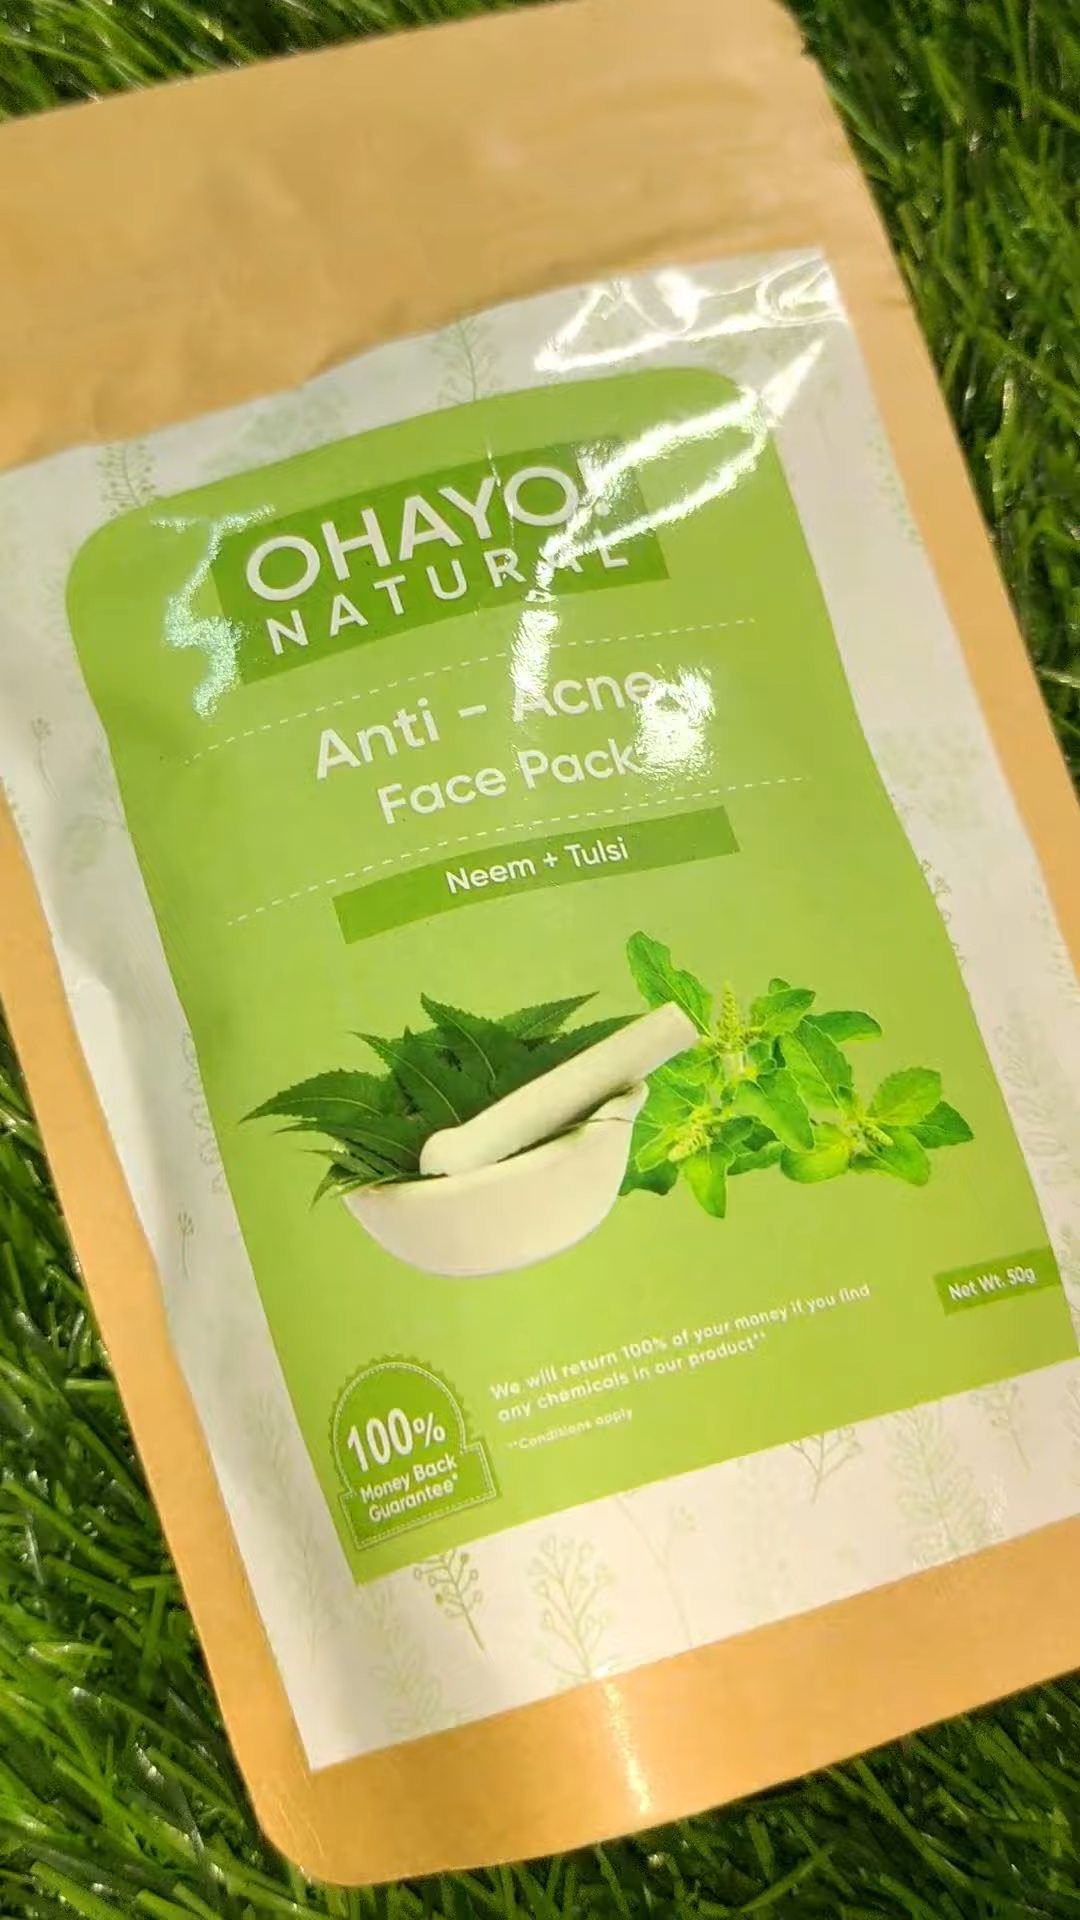 OHAYO!
NATURAL
Anti - Acne
Face Pack
Neem + Tulsi
Net Wt. 50g
We will return 100% of your money if you find
any chemicals in our product**
**Conditions apply
100%
Money Back
Guarantee*